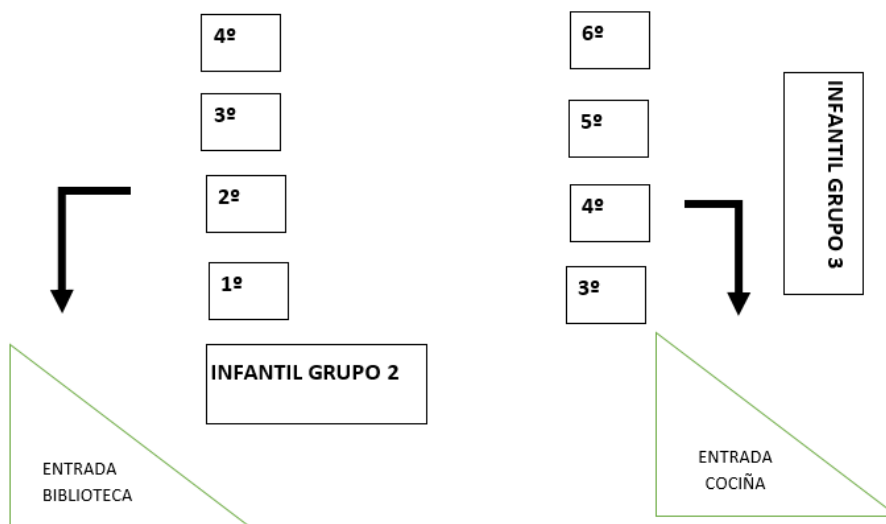 4º
3º
2º
1º
INFANTIL GRUPO 2
ENTRADA
BIBLIOTECA
6º
5º
4º
3º
INFANTIL GRUPO 3
ENTRADA
COCIÑA